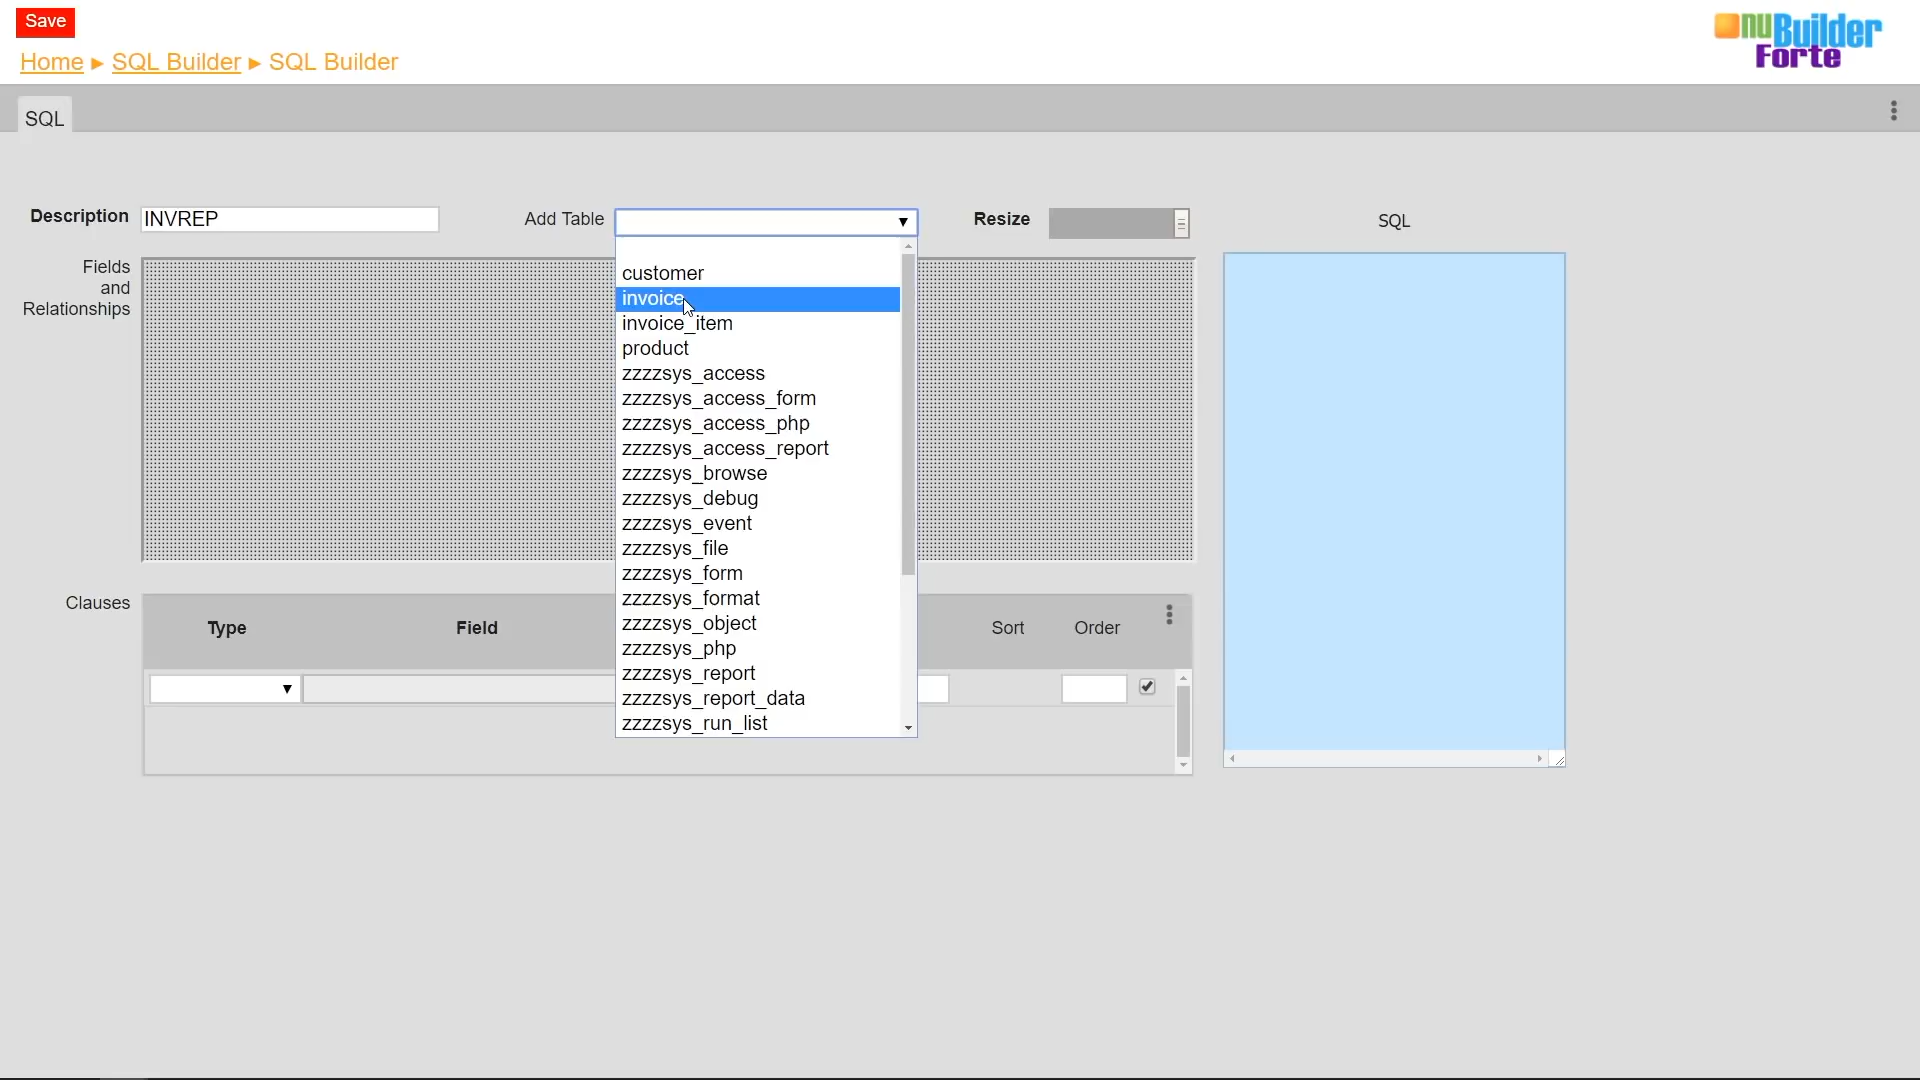 Save
nuBuilder
Forte
Home ► SQL Builder ► SQL Builder
SQL
Description INVREP Add Table Resize SQL
Fields
and
Relationships
customer
invoice
invoice_item
product
zzzzsys_access
zzzzsys_access_form
zzzzsys_access_php
zzzzsys_access_report
zzzzsys_browse
zzzzsys_debug
zzzzsys_event
zzzzsys_file
zzzzsys_form
zzzzsys_format
zzzzsys_object
zzzzsys_php
zzzzsys_report
zzzzsys_report_data
zzzzsys_run_list
Clauses
Type Field Sort Order